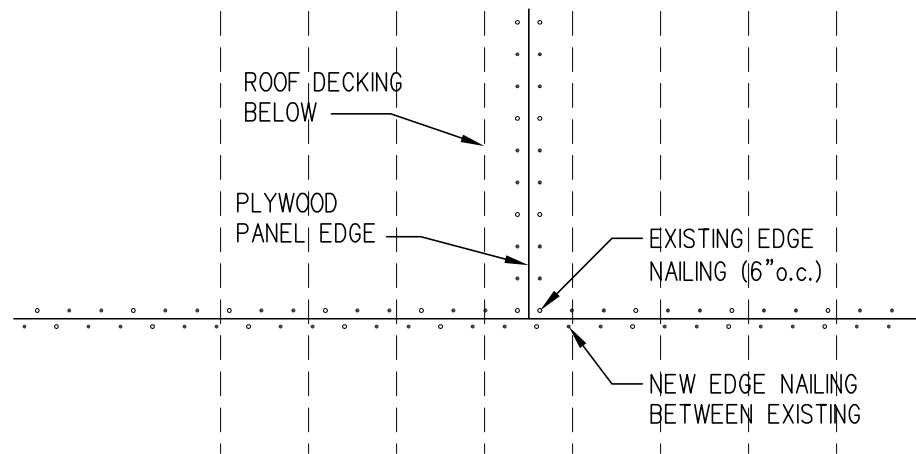 ROOF DECKING
BELOW
PLYWOOD
PANEL EDGE
EXISTING EDGE
NAILING (6"o.c.)
NEW EDGE NAILING
BETWEEN EXISTING